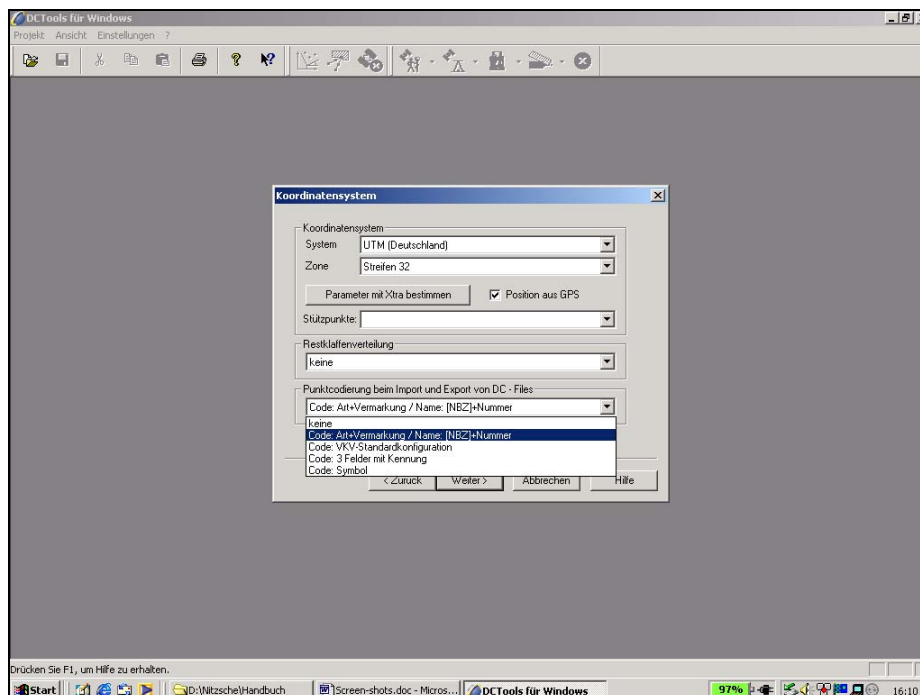 DCTools für Windows
Projekt Ansicht Einstellungen ?
Koordinatensystem
Koordinatensystem
System UTM (Deutschland)
Zone Streifen 32
Parameter mit Xtra bestimmen Position aus GPS
Stützpunkte:
Restklaffenverteilung
keine
Punktcodierung beim Import und Export von DC - Files
Code: Art+Vermarkung / Name: [NBZ]+Nummer
keine
Code: Art+Vermarkung / Name: [NBZ]+Nummer
Code: VKV-Standardkonfiguration
Code: 3 Felder mit Kennung
Code: Symbol
< Zurück Weiter > Abbrechen Hilfe
Drücken Sie F1, um Hilfe zu erhalten.
Start D:\Nitzsche\Handbuch Screen-shots.doc - Micros... DCTools für Windows 97% 16:10